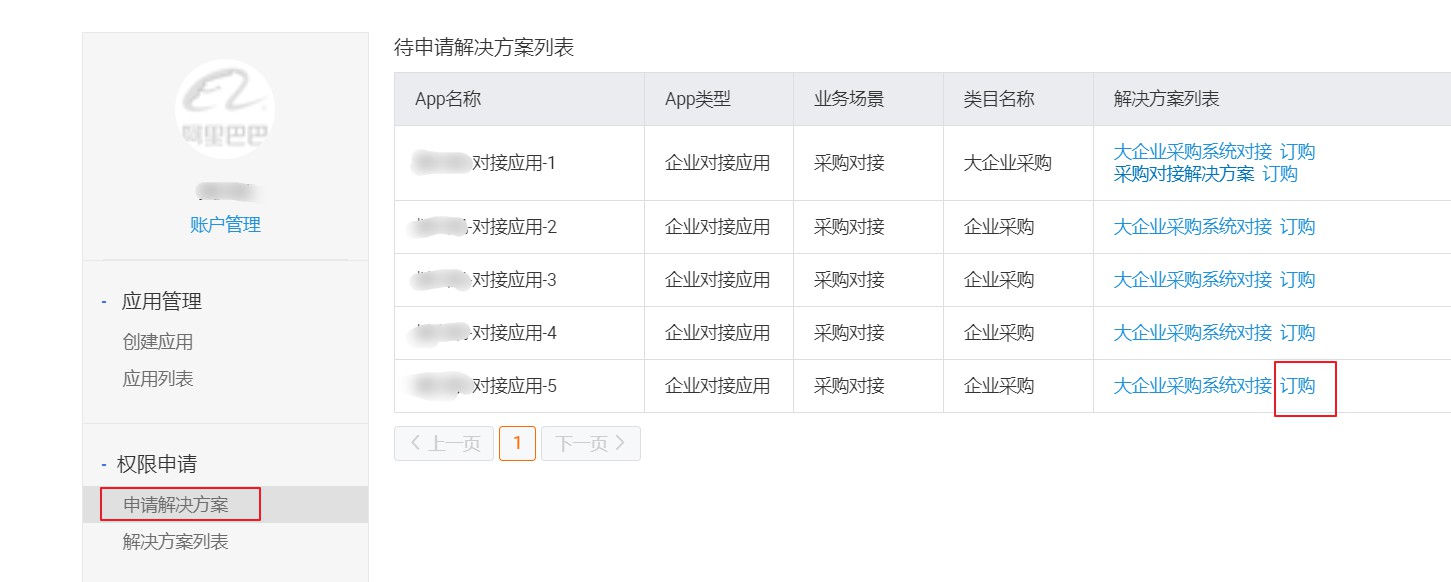 阿里巴巴
账户管理
- 应用管理
创建应用
应用列表
- 权限申请
申请解决方案
解决方案列表
待申请解决方案列表
App名称 App类型 业务场景 类目名称 解决方案列表
对接应用-1 企业对接应用 采购对接 大企业采购 大企业采购系统对接 订购
采购对接解决方案 订购
-对接应用-2 企业对接应用 采购对接 企业采购 大企业采购系统对接 订购
对接应用-3 企业对接应用 采购对接 企业采购 大企业采购系统对接 订购
-对接应用-4 企业对接应用 采购对接 企业采购 大企业采购系统对接 订购
对接应用-5 企业对接应用 采购对接 企业采购 大企业采购系统对接 订购
上一页 1 下一页